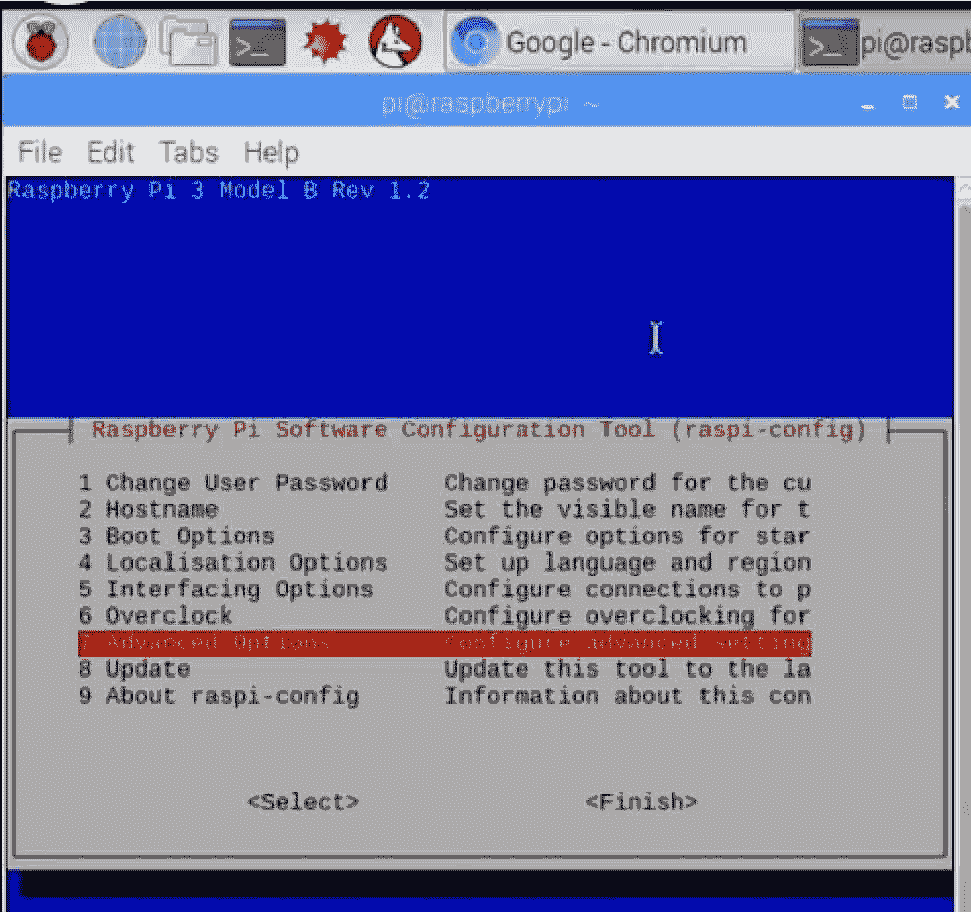 Google - Chromium
pi@raspb
pi@raspberrypi: ~
File Edit Tabs Help
Raspberry Pi 3 Model B Rev 1.2
Raspberry Pi Software Configuration Tool (raspi-config)
1 Change User Password Change password for the cu
2 Hostname Set the visible name for t
3 Boot Options Configure options for star
4 Localisation Options Set up language and region
5 Interfacing Options Configure connections to p
6 Overclock Configure overclocking for
7 Advanced Options Configure advanced setting
8 Update Update this tool to the la
9 About raspi-config Information about this con
<Select> <Finish>